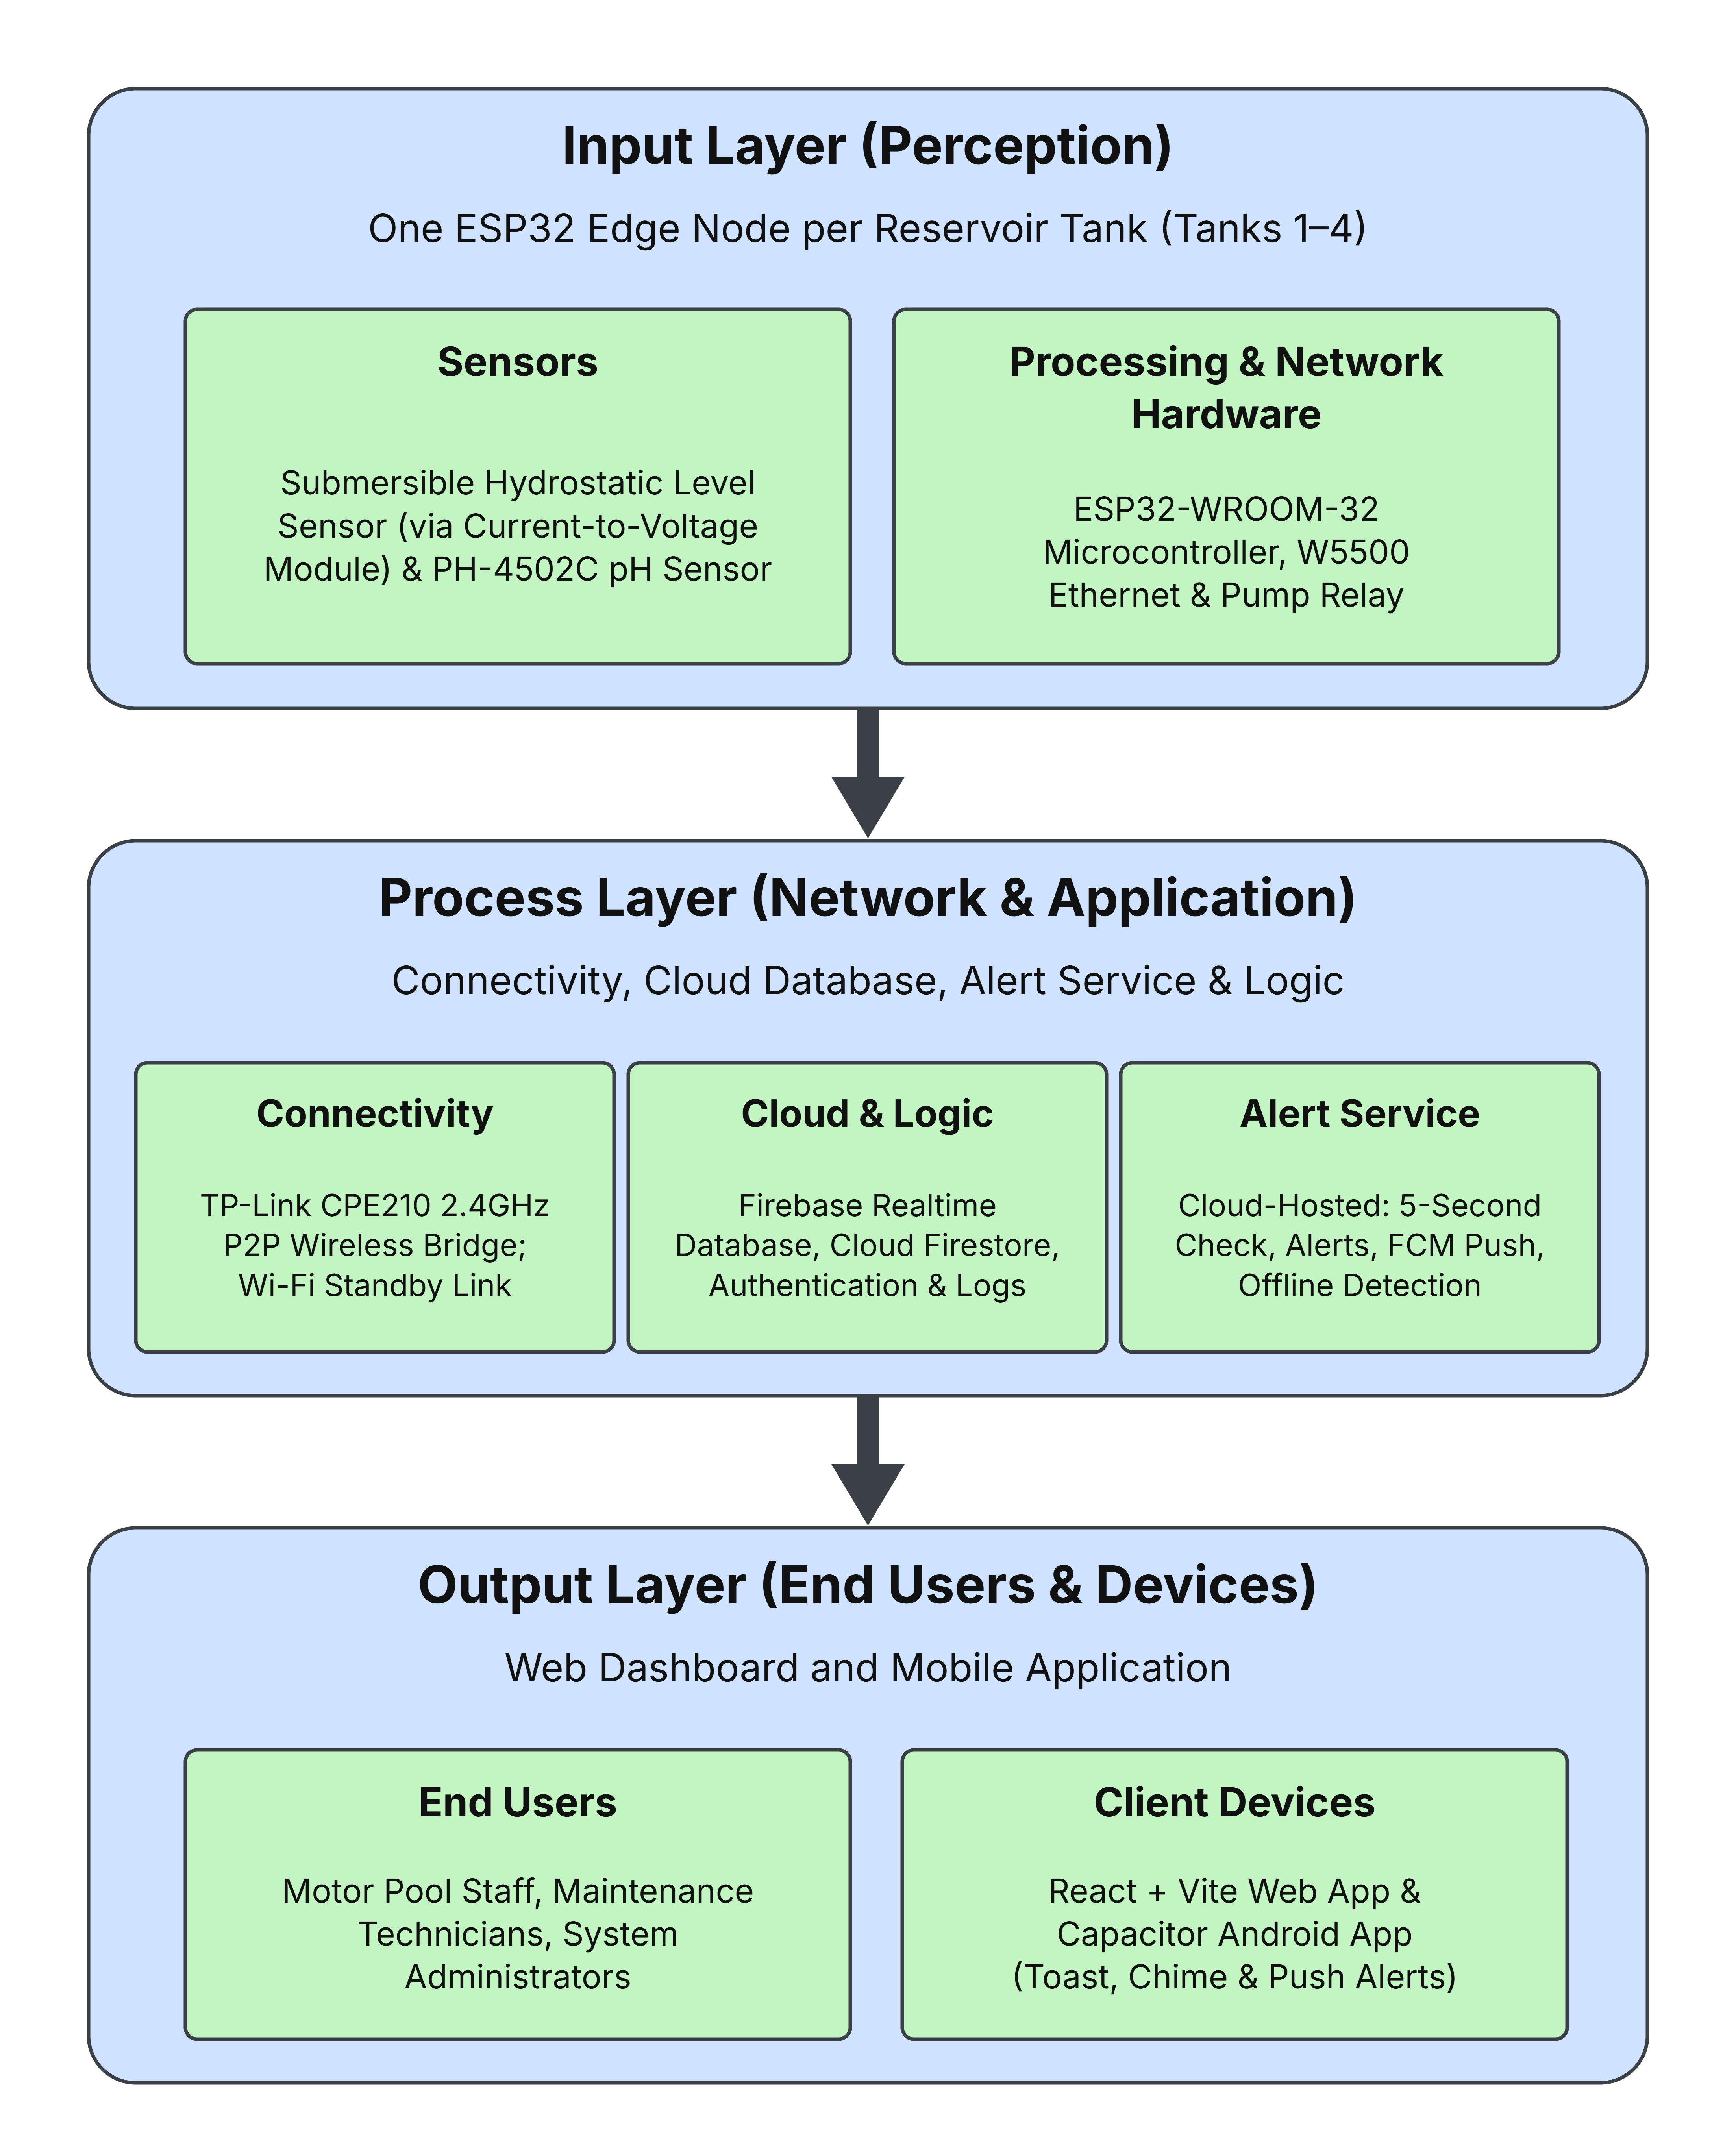 Input Layer (Perception)
One ESP32 Edge Node per Reservoir Tank (Tanks 1–4)
Sensors
Submersible Hydrostatic Level
Sensor (via Current-to-Voltage
Module) & PH-4502C pH Sensor
Processing & Network
Hardware
ESP32-WROOM-32
Microcontroller, W5500
Ethernet & Pump Relay
Process Layer (Network & Application)
Connectivity, Cloud Database, Alert Service & Logic
Connectivity
TP-Link CPE210 2.4GHz
P2P Wireless Bridge;
Wi-Fi Standby Link
Cloud & Logic
Firebase Realtime
Database, Cloud Firestore,
Authentication & Logs
Alert Service
Cloud-Hosted: 5-Second
Check, Alerts, FCM Push,
Offline Detection
Output Layer (End Users & Devices)
Web Dashboard and Mobile Application
End Users
Motor Pool Staff, Maintenance
Technicians, System
Administrators
Client Devices
React + Vite Web App &
Capacitor Android App
(Toast, Chime & Push Alerts)